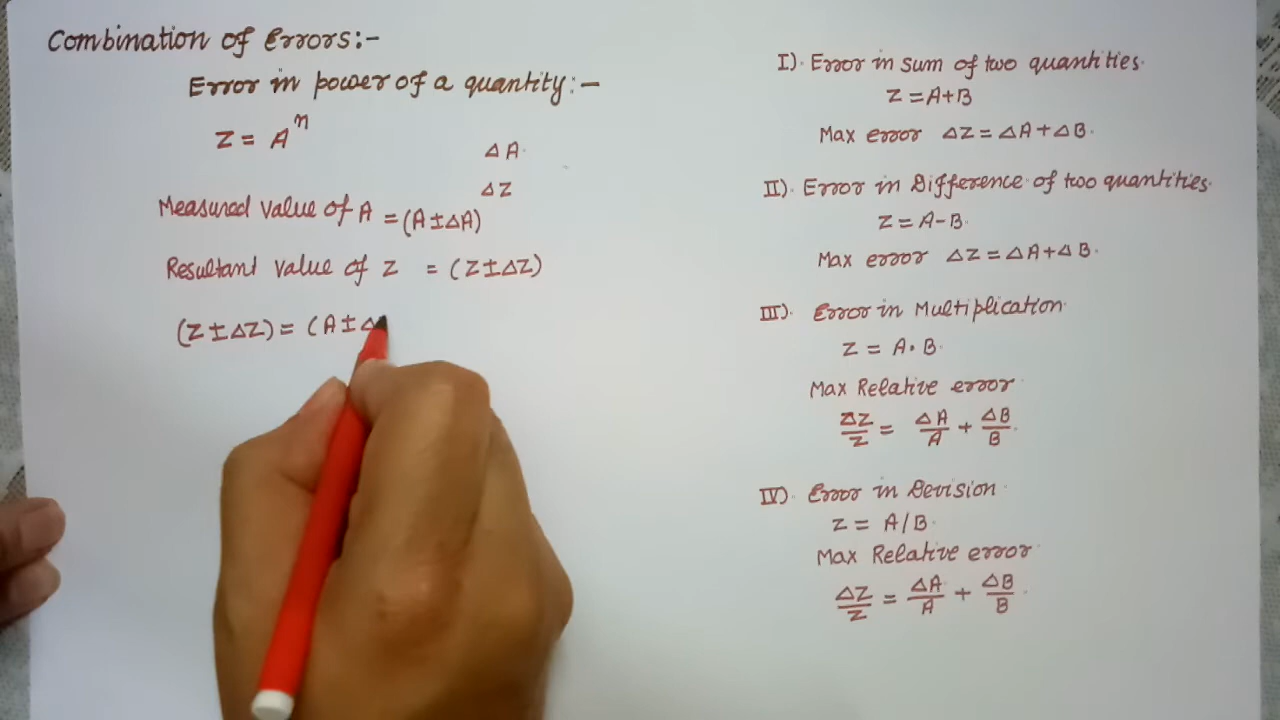 Combination of Errors:-
Error in power of a quantity:-
Z = Aⁿ
ΔA.
ΔZ
Measured value of A = (A±ΔA)
Resultant value of Z = (Z±ΔZ)
(Z±ΔZ) = (A±Δ
I). Error in sum of two quantities.
Z = A+B
Max error ΔZ = ΔA+ΔB.
II). Error in Difference of two quantities.
Z = A-B.
Max error ΔZ = ΔA+ΔB.
III). Error in Multiplication
Z = A.B.
Max Relative error
ΔZ/Z = ΔA/A + ΔB/B.
IV). Error in Devision
Z = A/B.
Max Relative error
ΔZ/Z = ΔA/A + ΔB/B.